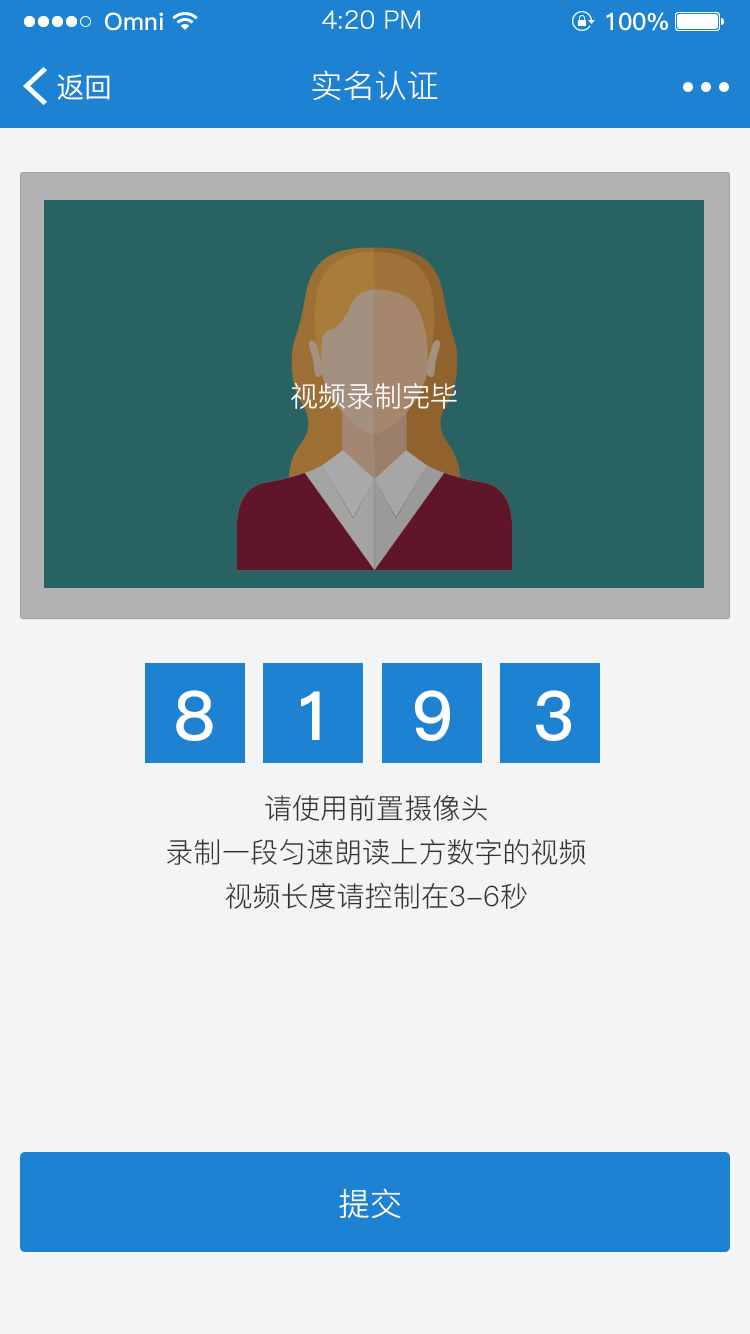 Omni 4:20 PM 100%
返回 实名认证
视频录制完毕
8 1 9 3
请使用前置摄像头
录制一段匀速朗读上方数字的视频
视频长度请控制在3-6秒
提交